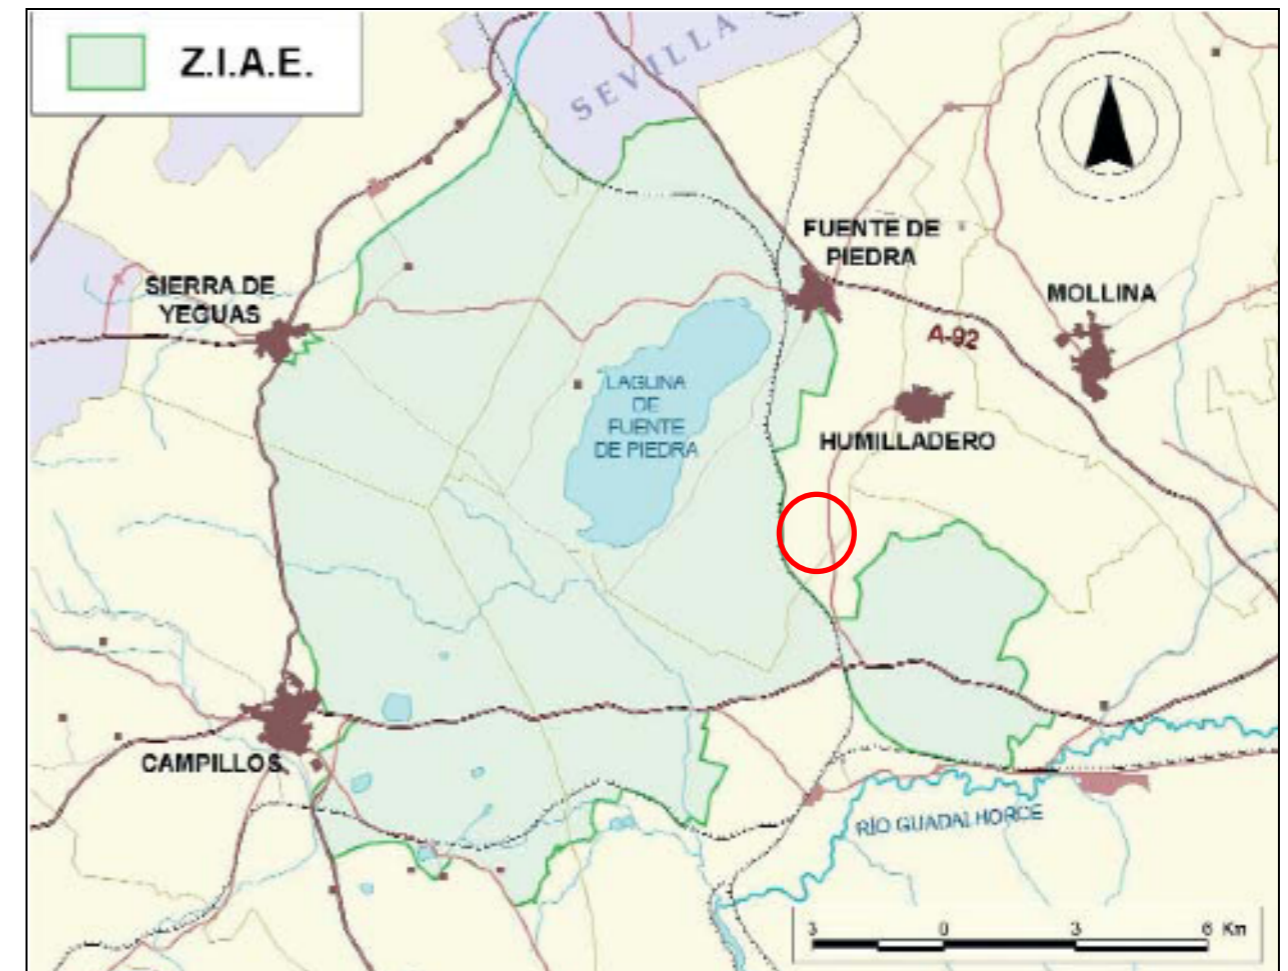 Z.I.A.E.
SEVILLA
FUENTE DE
PIEDRA
SIERRA DE
YEGUAS
MOLLINA
A-92
LAGUNA
DE
FUENTE
DE PIEDRA
HUMILLADERO
CAMPILLOS
RÍO GUADALHORCE
3 0 3 6 Km